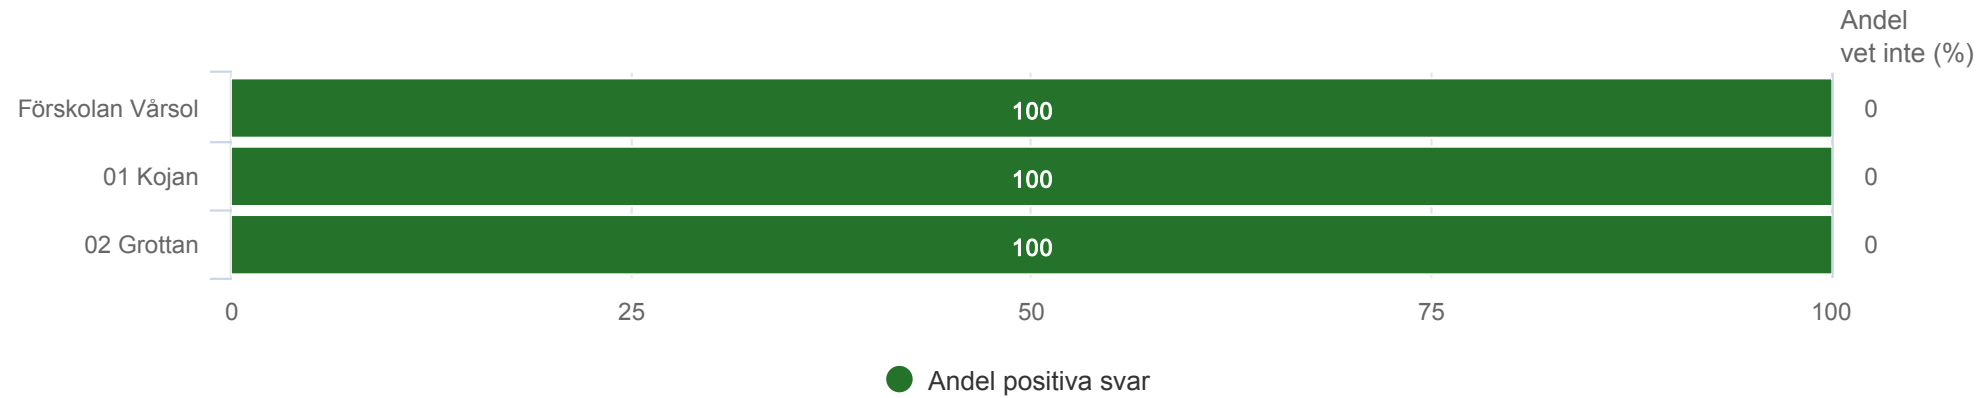 Andel
vet inte (%)
Förskolan Vårsol 100 0
01 Kojan 100 0
02 Grottan 100 0
0 25 50 75 100
Andel positiva svar